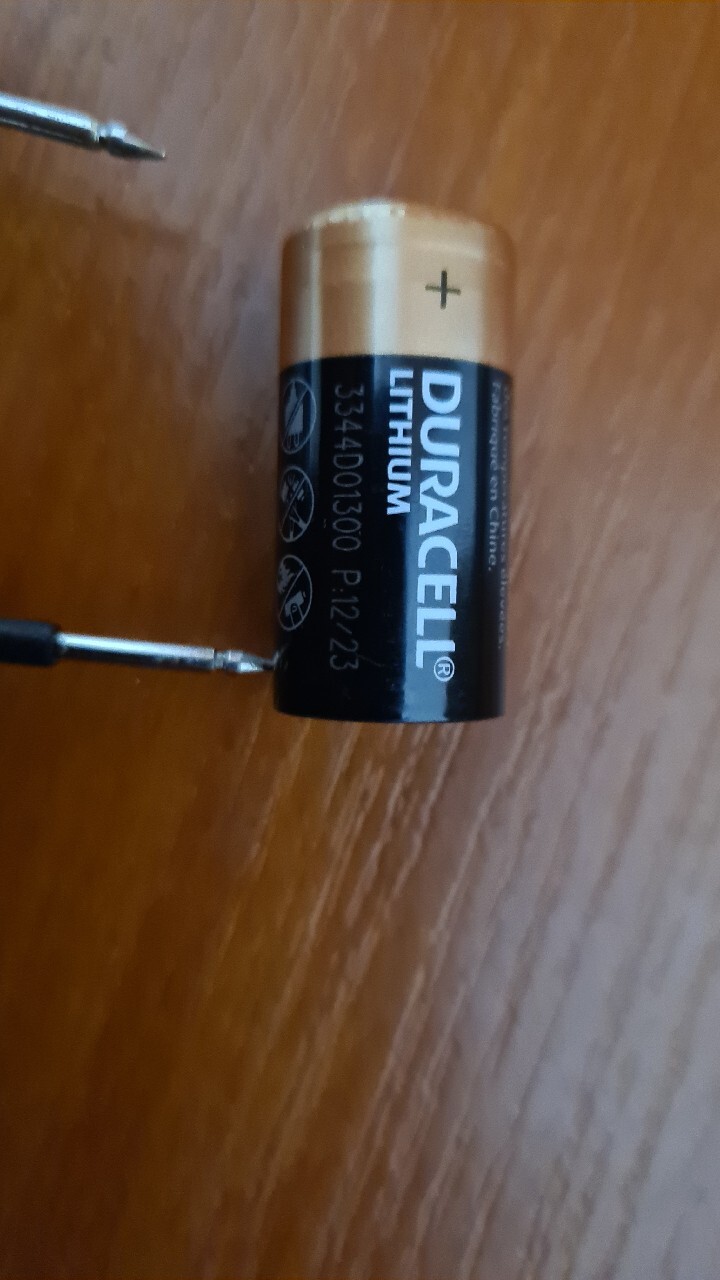 +
DURACELL®
LITHIUM
3344D01300 P:12/23
Fabriqué en Chine.